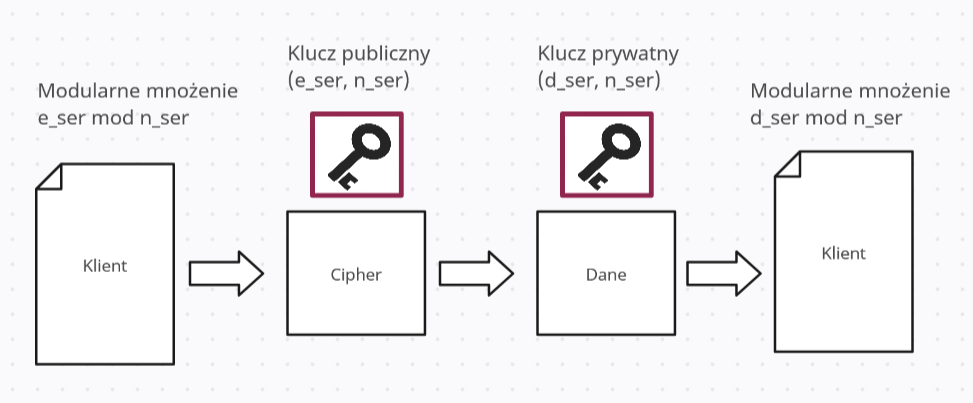 Modularne mnożenie
e_ser mod n_ser
Klucz publiczny
(e_ser, n_ser)
Klucz prywatny
(d_ser, n_ser)
Modularne mnożenie
d_ser mod n_ser
Klient
Cipher
Dane
Klient